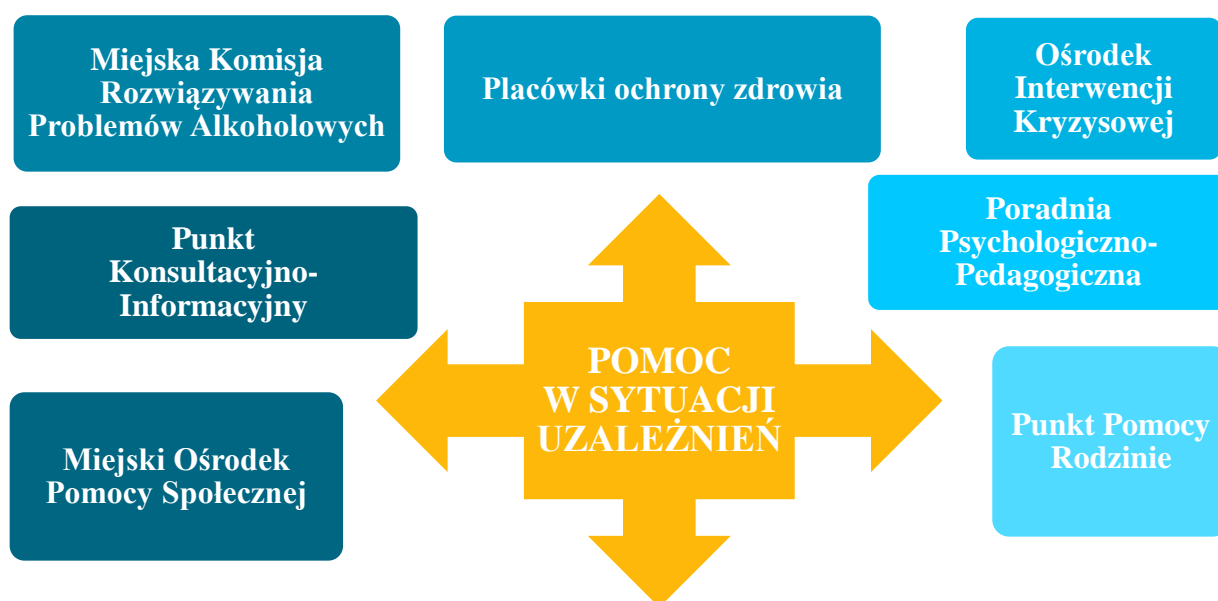 Miejska Komisja
Rozwiązywania
Problemów Alkoholowych
Placówki ochrony zdrowia
Ośrodek
Interwencji
Kryzysowej
Punkt
Konsultacyjno-
Informacyjny
Poradnia
Psychologiczno-
Pedagogiczna
POMOC
W SYTUACJI
UZALEŻNIEŃ
Miejski Ośrodek
Pomocy Społecznej
Punkt Pomocy
Rodzinie